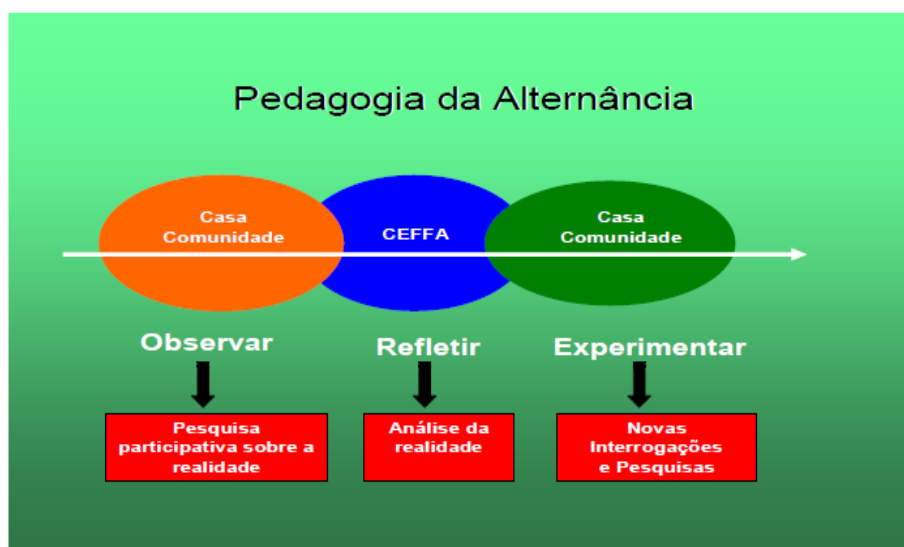 Pedagogia da Alternância
Casa
Comunidade
CEFFA
Casa
Comunidade
Observar
Refletir
Experimentar
Pesquisa
participativa sobre a
realidade
Análise da
realidade
Novas
Interrogações
e Pesquisas